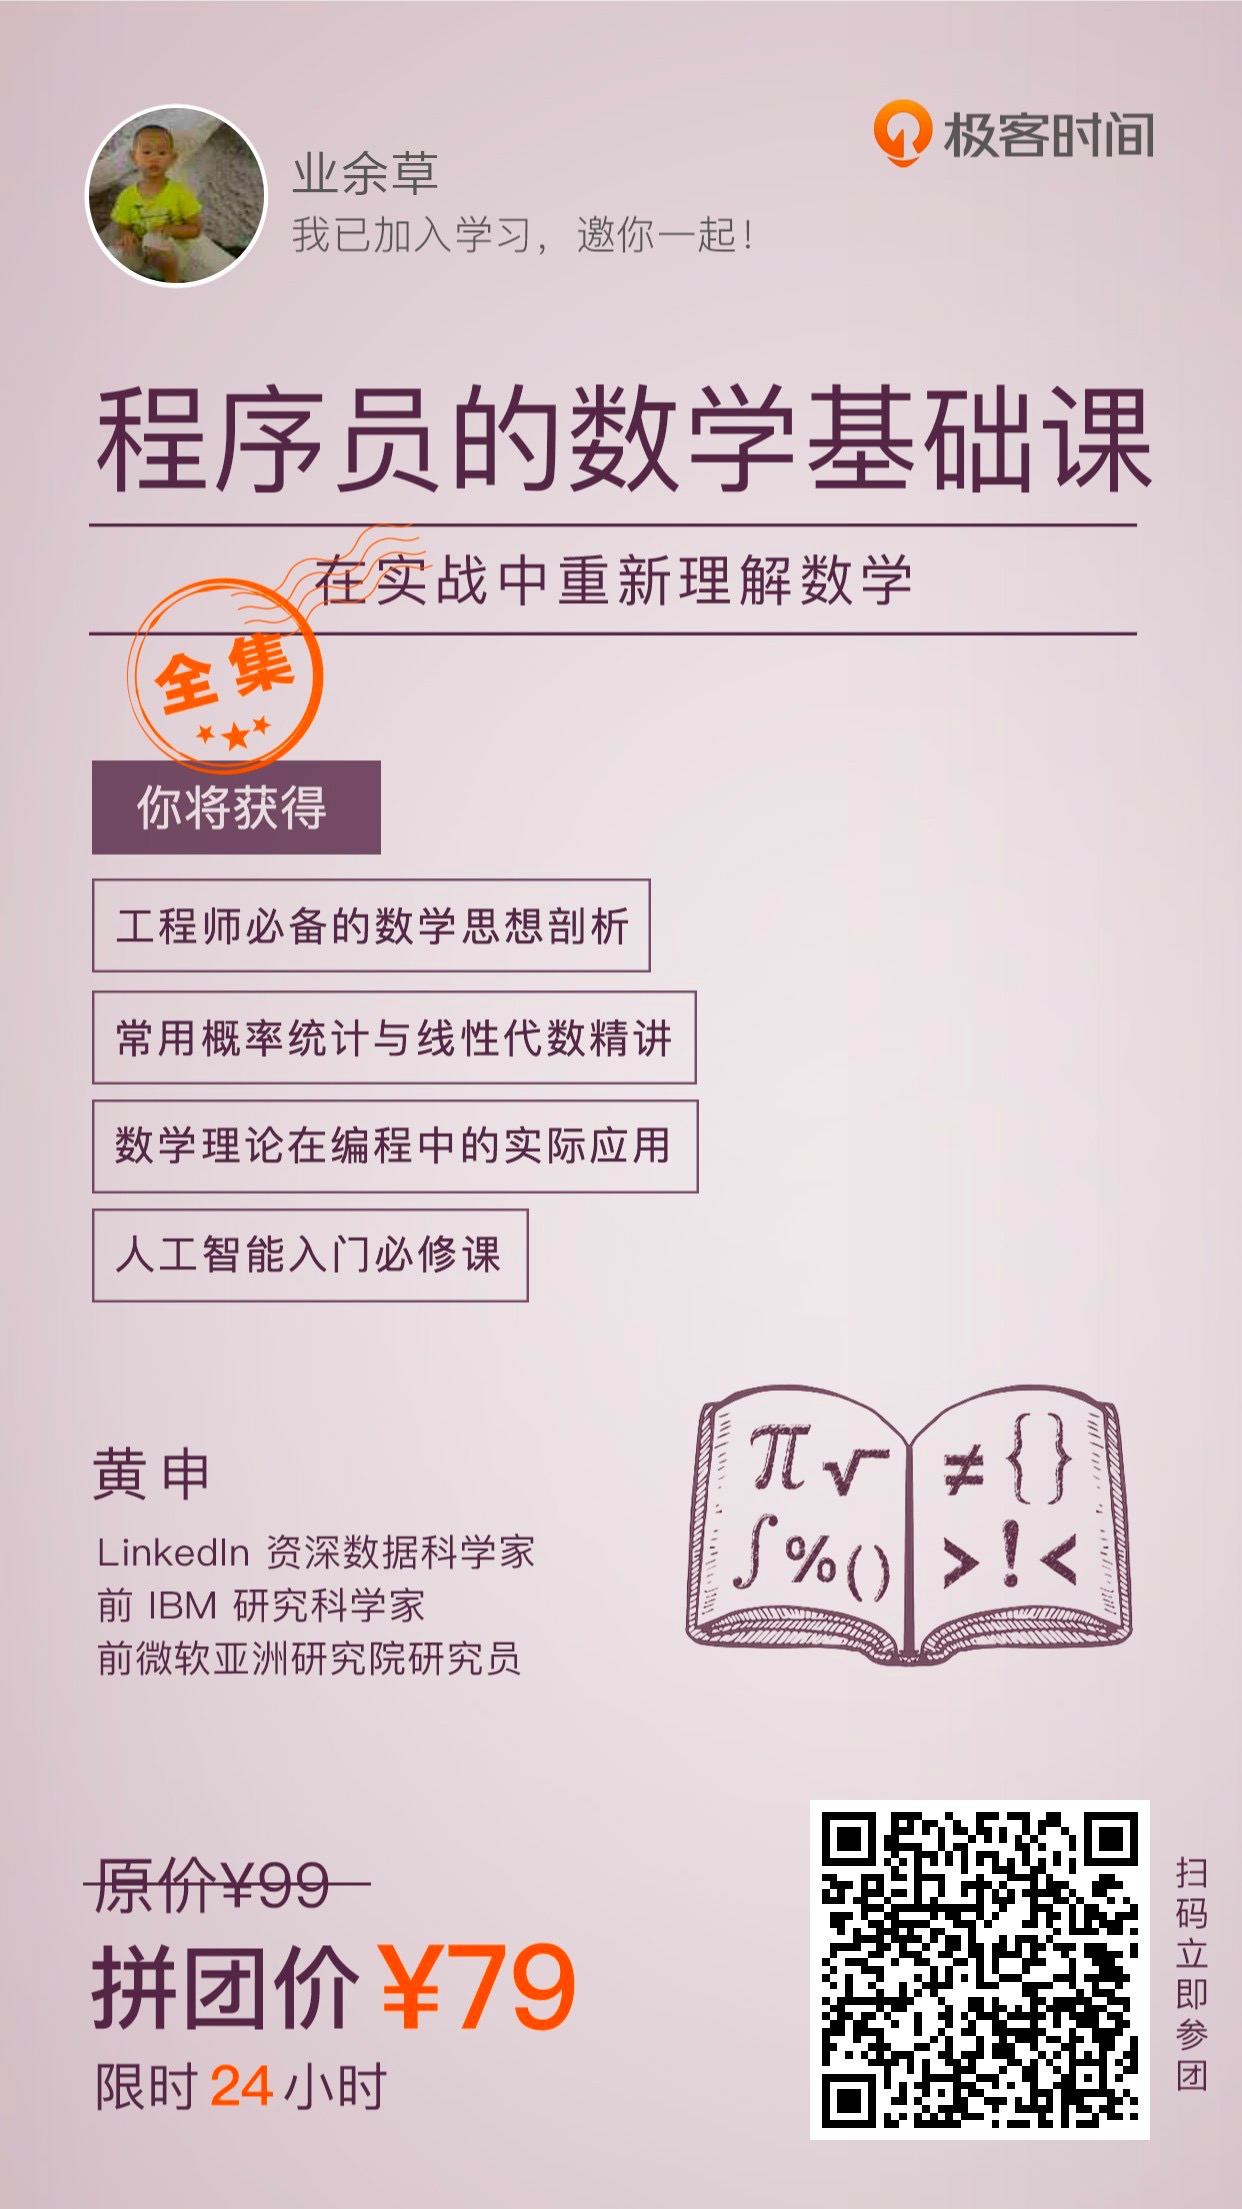 极客时间
业余草
我已加入学习，邀你一起！
程序员的数学基础课
在实战中重新理解数学
全集
你将获得
工程师必备的数学思想剖析
常用概率统计与线性代数精讲
数学理论在编程中的实际应用
人工智能入门必修课
黄申
LinkedIn 资深数据科学家
前 IBM 研究科学家
前微软亚洲研究院研究员
π √ ≠ { }
∫ % ( ) > ! <
原价¥99
拼团价 ¥79
限时 24 小时
扫码立即参团